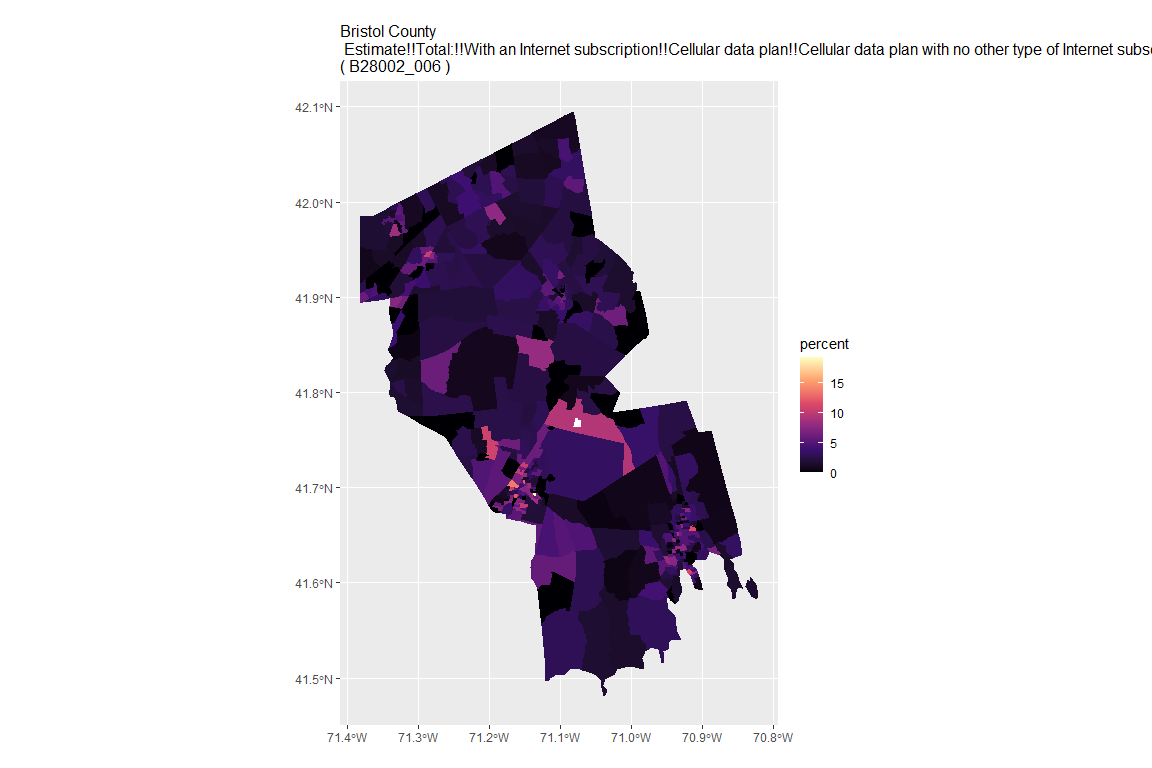 Bristol County
Estimate!!Total:!!With an Internet subscription!!Cellular data plan!!Cellular data plan with no other type of Internet subsc
( B28002_006 )
42.1°N
42.0°N
41.9°N
41.8°N
41.7°N
41.6°N
41.5°N
71.4°W 71.3°W 71.2°W 71.1°W 71.0°W 70.9°W 70.8°W
percent
15
10
5
0